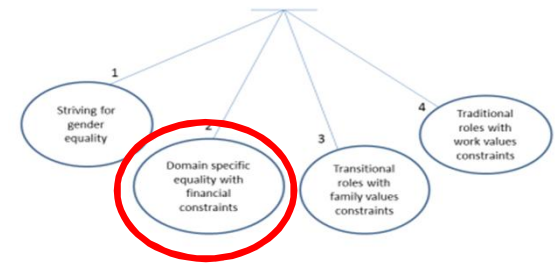 1
Striving for
gender
equality
2
Domain specific
equality with
financial
constraints
3
Transitional
roles with
family values
constraints
4
Traditional
roles with
work values
constraints